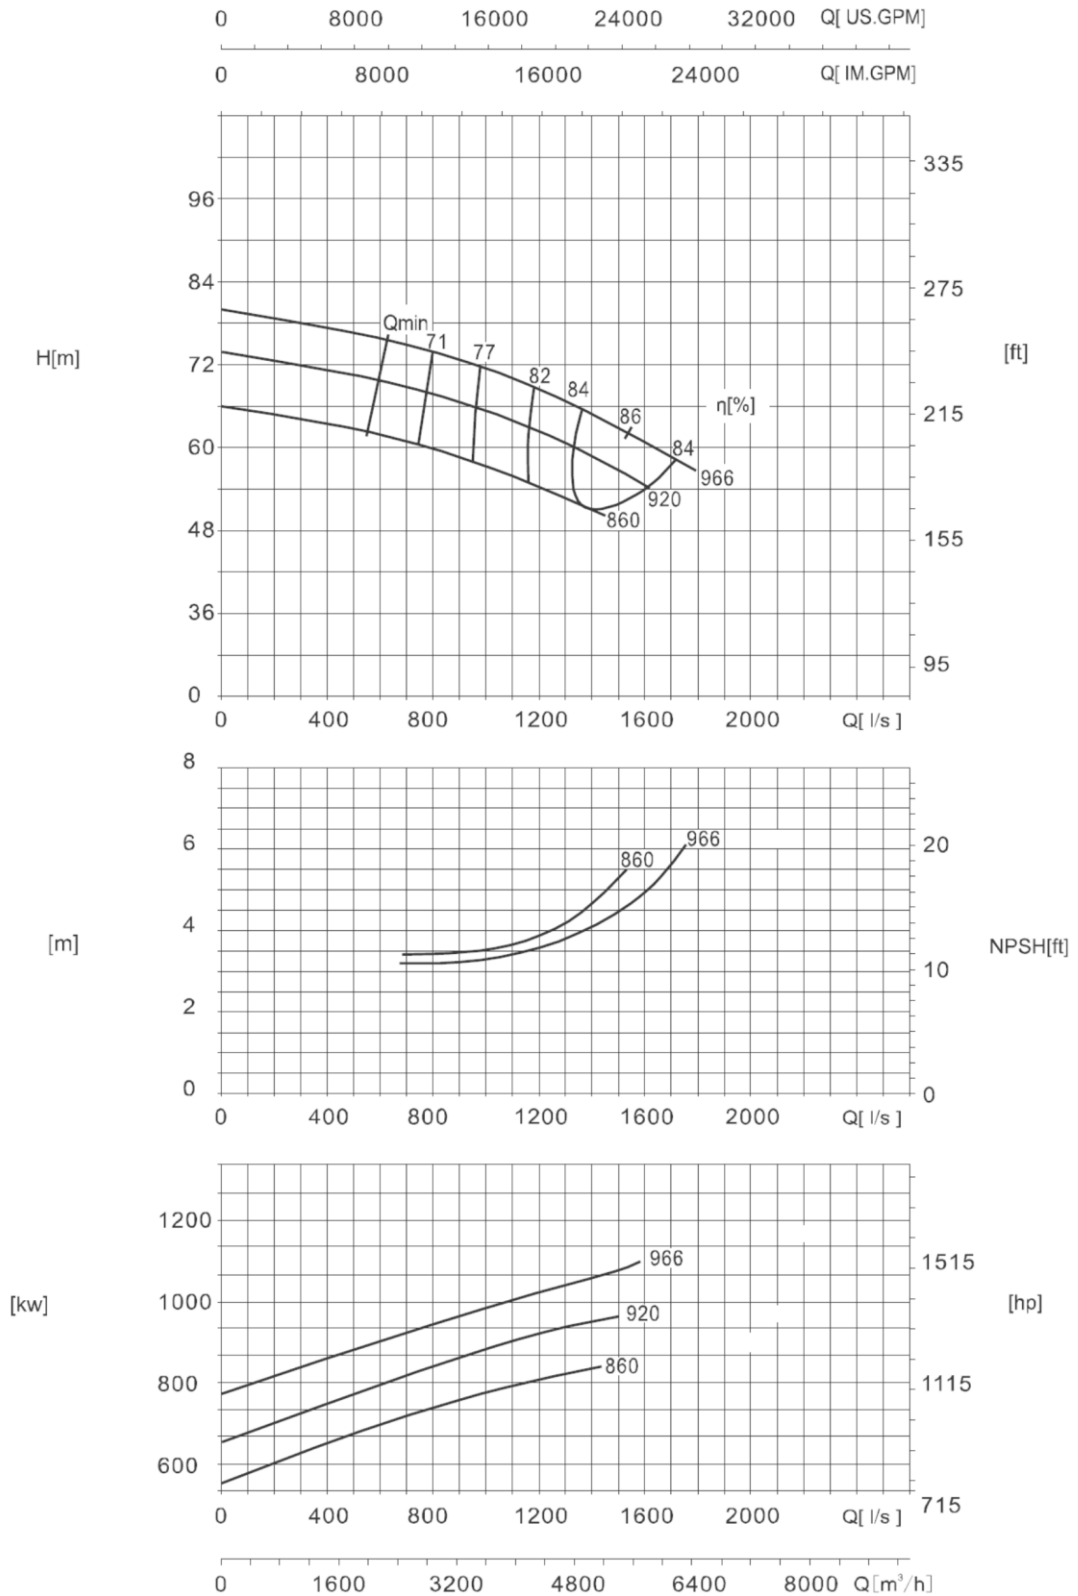 0 8000 16000 24000 32000 Q[ US.GPM]
0 8000 16000 24000 Q[ IM.GPM]
335
96
84
275
Qmin
71
77
H[m]
72
[ft]
82
84
86
η[%]
215
60
84
966
920
860
48
155
36
95
0
0 400 800 1200 1600 2000 Q[ l/s ]
8
6
966
20
860
4
[m]
NPSH[ft]
10
2
0
0
0 400 800 1200 1600 2000 Q[ l/s ]
1200
966
1515
[kw]
1000
[hp]
920
860
800
1115
600
715
0 400 800 1200 1600 2000 Q[ l/s ]
0 1600 3200 4800 6400 8000 Q[m³/h]